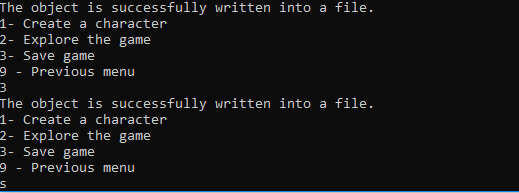 The object is successfully written into a file.
1- Create a character
2- Explore the game
3- Save game
9 - Previous menu
3
The object is successfully written into a file.
1- Create a character
2- Explore the game
3- Save game
9 - Previous menu
s